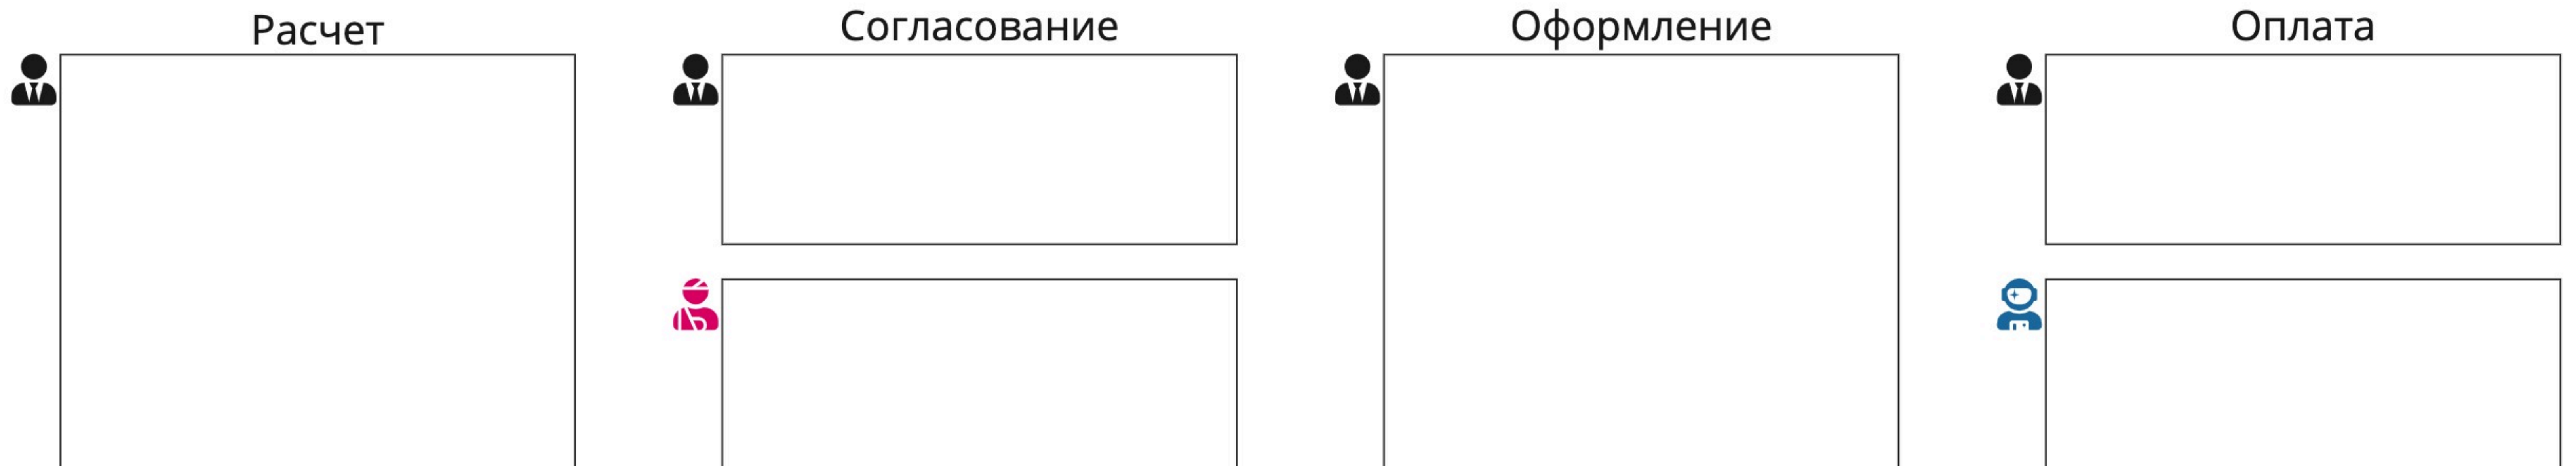 Расчет
Согласование
Оформление
Оплата